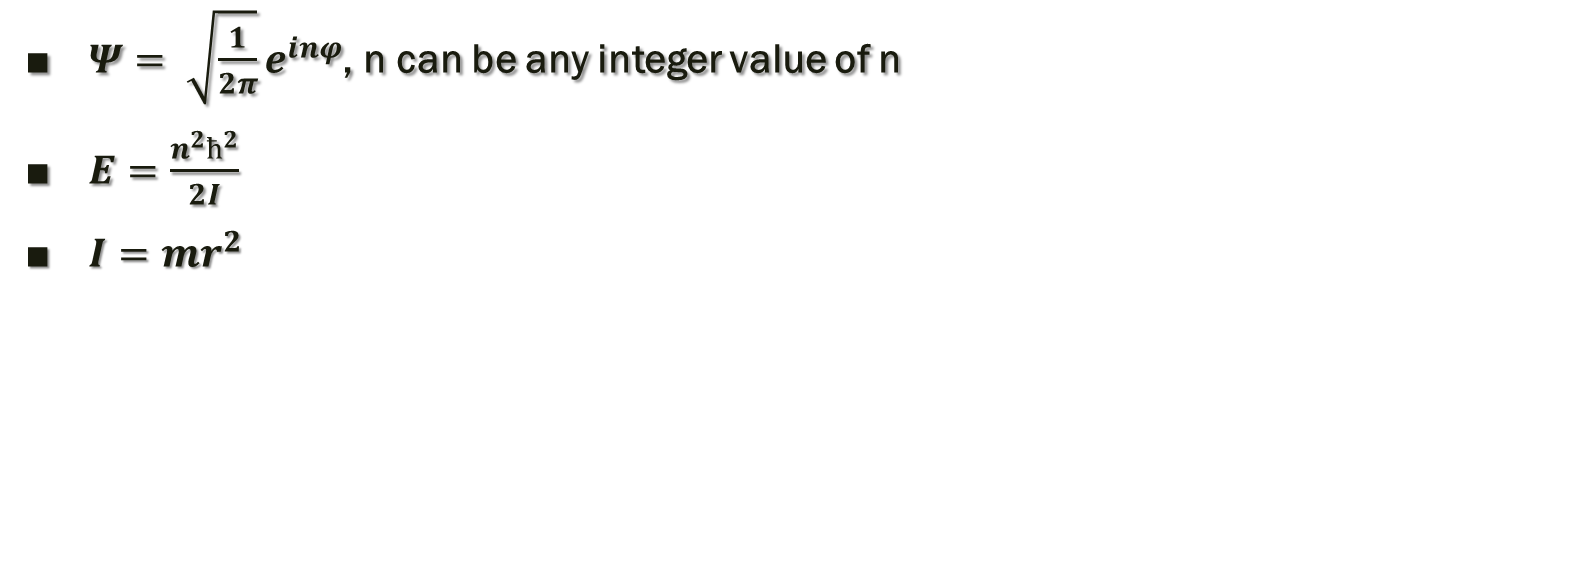 ■ Ψ = √(1/2π) e^{inφ}, n can be any integer value of n
■ E = n²ħ²/2I
■ I = mr²